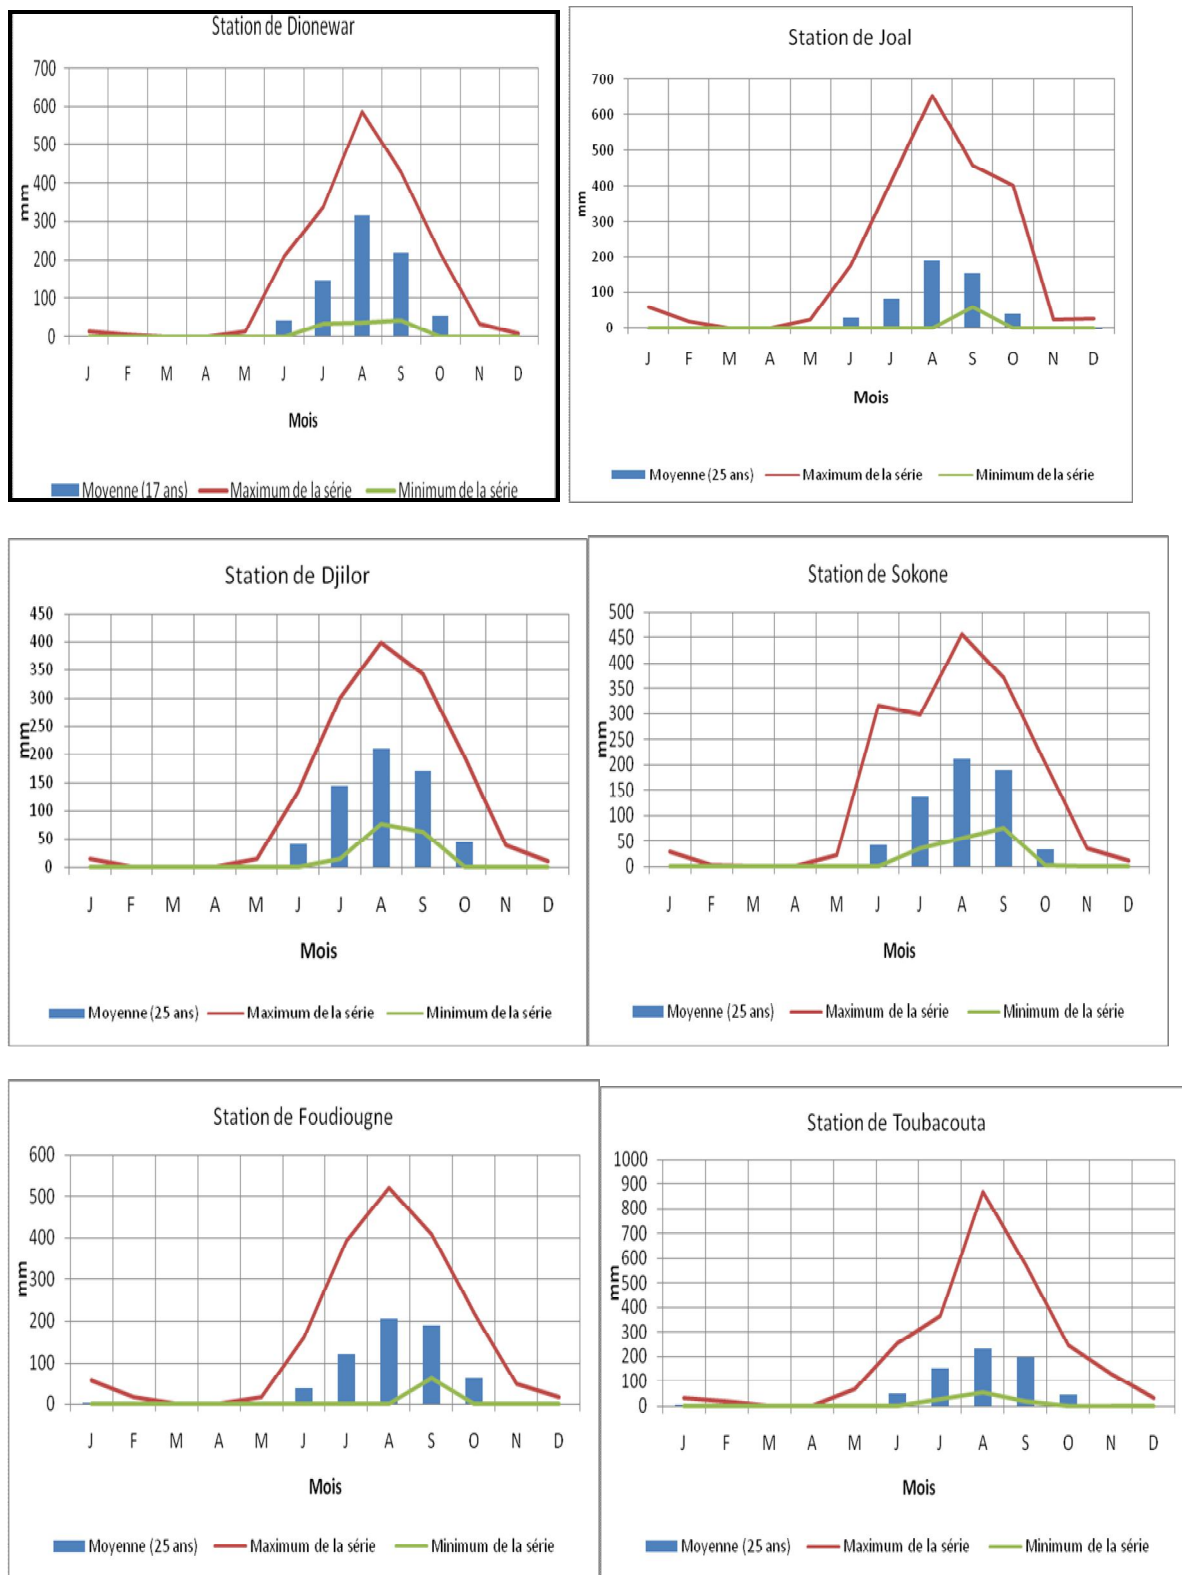 Station de Dionewar
700
600
500
400
300
200
100
0
mm
J F M A M J J A S O N D
Mois
Moyenne (17 ans) Maximum de la série Minimum de la série
Station de Joal
700
600
500
400
300
200
100
0
mm
J F M A M J J A S O N D
Mois
Moyenne (25 ans) Maximum de la série Minimum de la série
Station de Djilor
450
400
350
300
250
200
150
100
50
0
mm
J F M A M J J A S O N D
Mois
Moyenne (25 ans) Maximum de la série Minimum de la série
Station de Sokone
500
450
400
350
300
250
200
150
100
50
0
mm
J F M A M J J A S O N D
Mois
Moyenne (25 ans) Maximum de la série Minimum de la série
Station de Foudiougne
600
500
400
300
200
100
0
mm
J F M A M J J A S O N D
Mois
Moyenne (25 ans) Maximum de la série Minimum de la série
Station de Toubacouta
1000
900
800
700
600
500
400
300
200
100
0
mm
J F M A M J J A S O N D
Mois
Moyenne (25 ans) Maximum de la série Minimum de la série